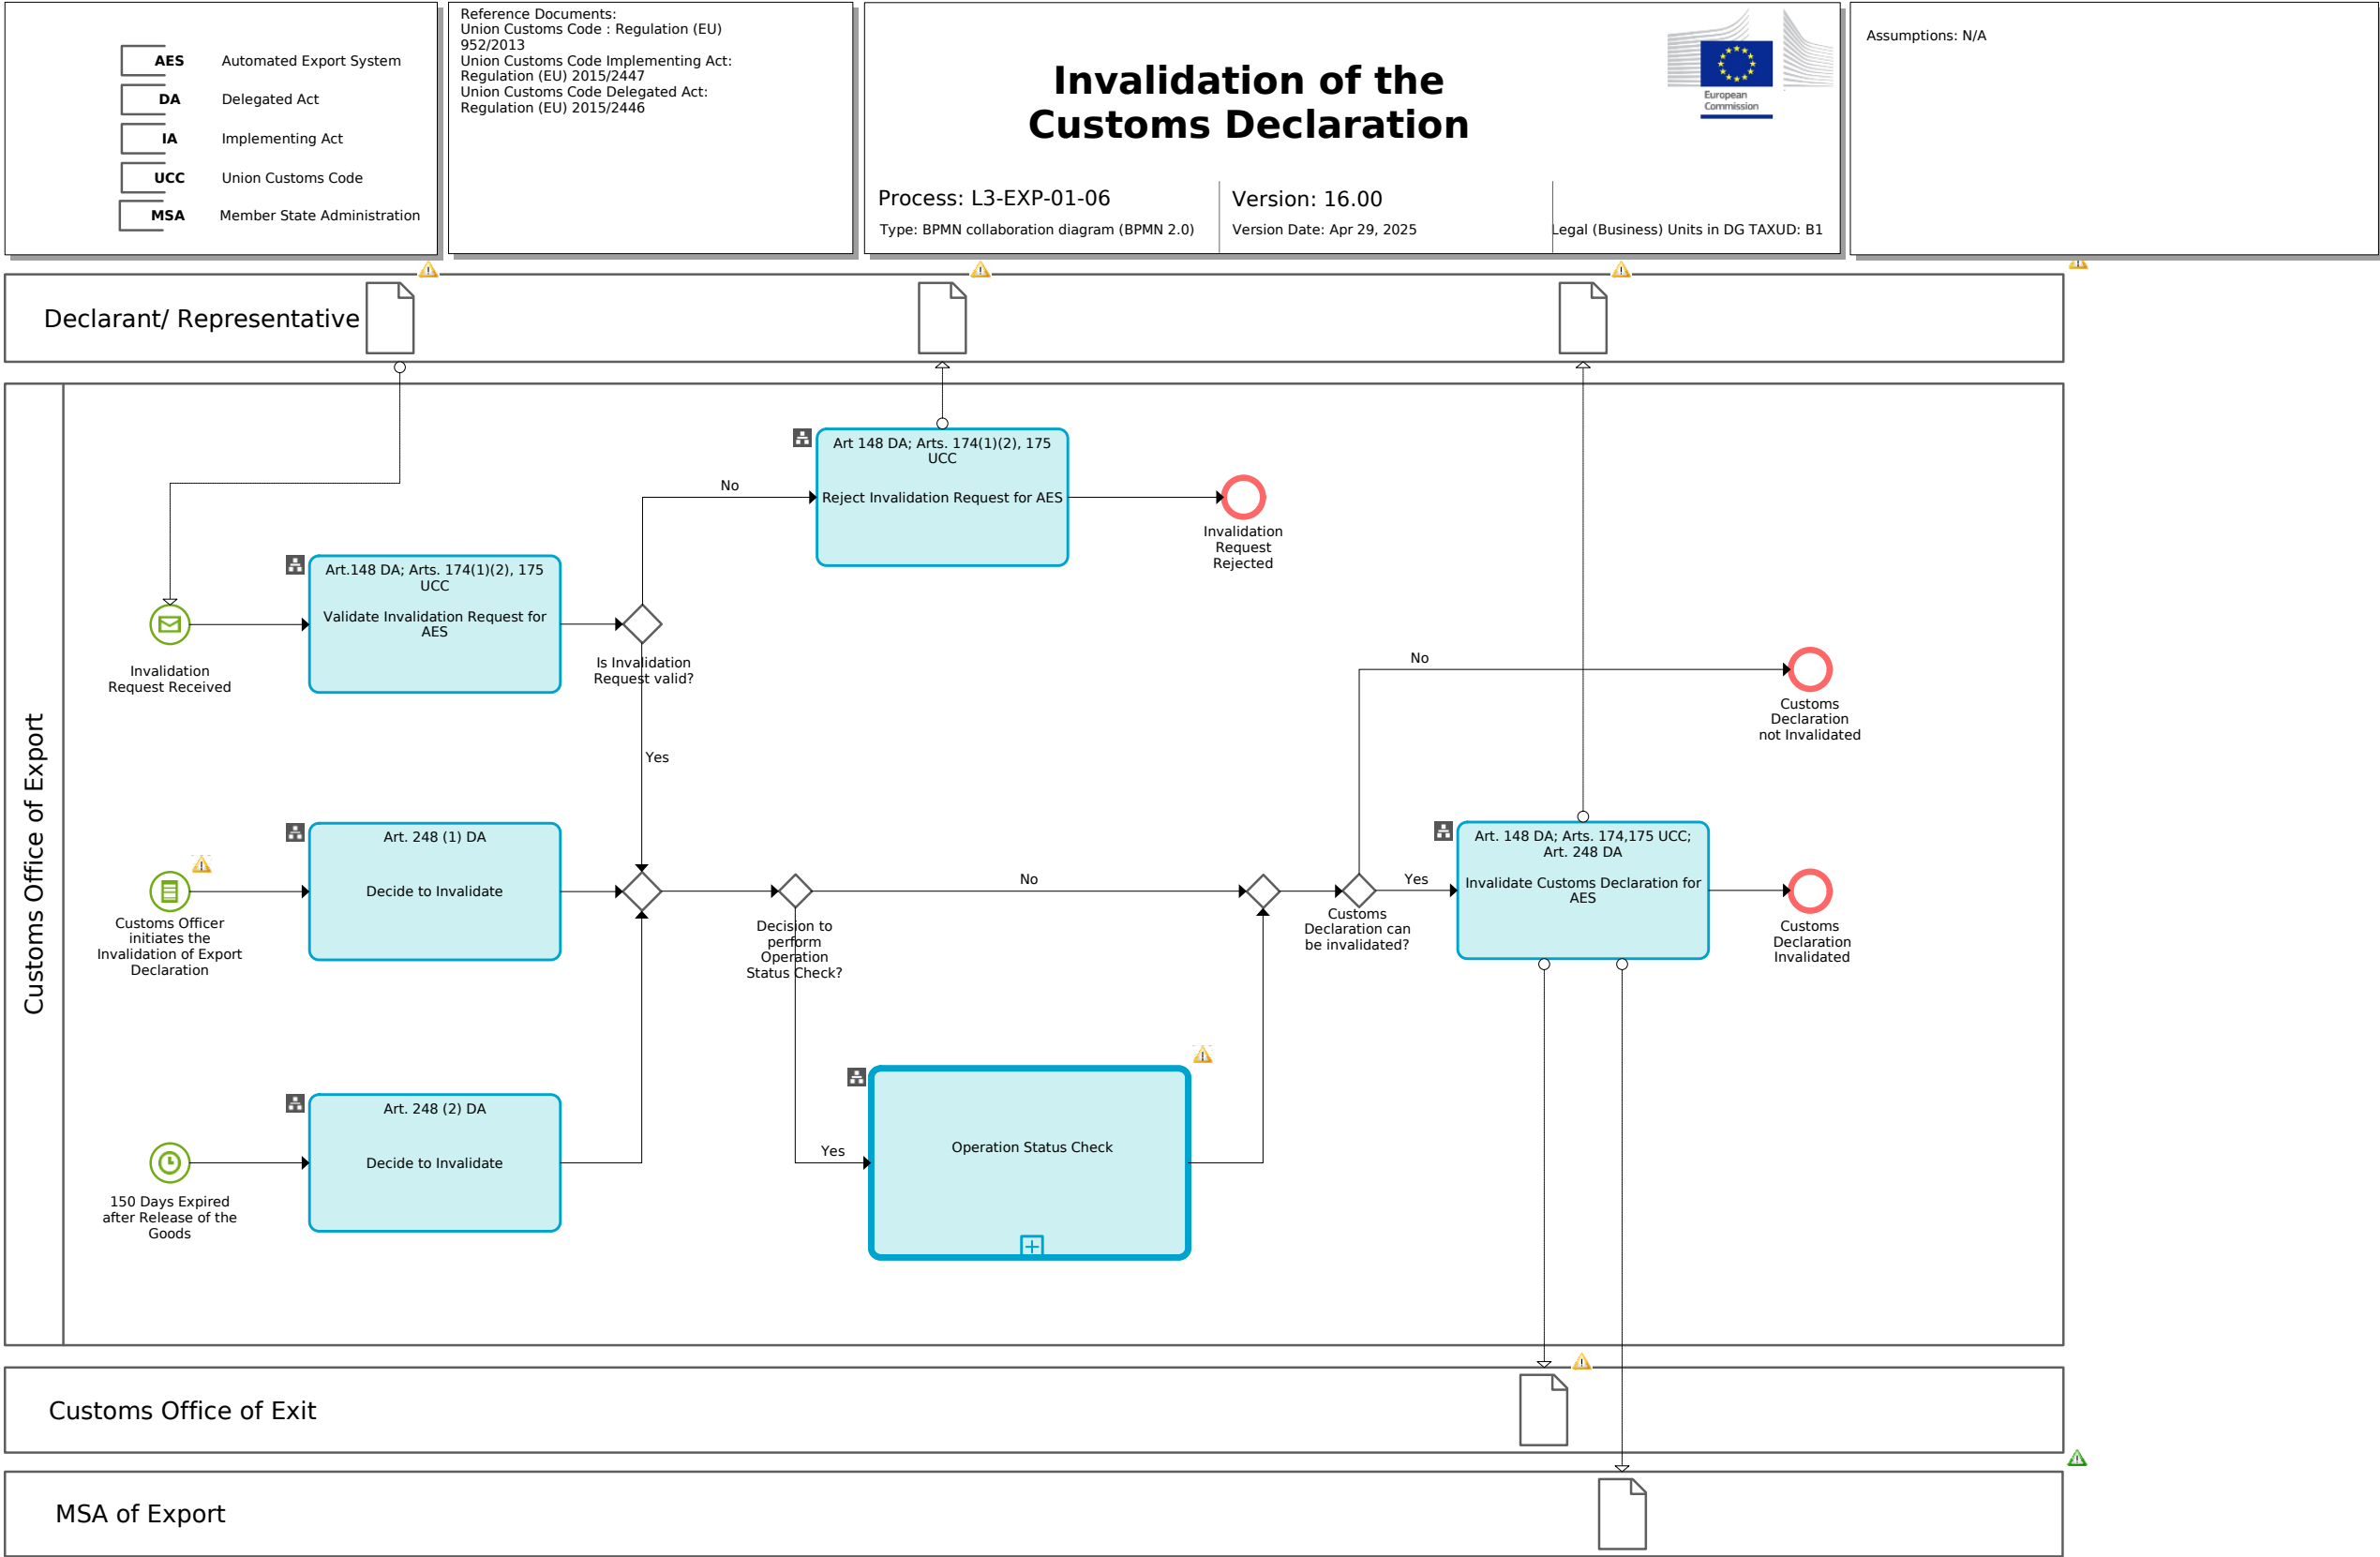 AES Automated Export System
DA Delegated Act
IA Implementing Act
UCC Union Customs Code
MSA Member State Administration
Reference Documents:
Union Customs Code : Regulation (EU)
952/2013
Union Customs Code Implementing Act:
Regulation (EU) 2015/2447
Union Customs Code Delegated Act:
Regulation (EU) 2015/2446
Invalidation of the
Customs Declaration
European
Commission
Process: L3-EXP-01-06
Version: 16.00
Type: BPMN collaboration diagram (BPMN 2.0)
Version Date: Apr 29, 2025
Legal (Business) Units in DG TAXUD: B1
Assumptions: N/A
Declarant/ Representative
Customs Office of Export
Art 148 DA; Arts. 174(1)(2), 175
UCC
Reject Invalidation Request for AES
No
Invalidation
Request
Rejected
Art.148 DA; Arts. 174(1)(2), 175
UCC
Validate Invalidation Request for
AES
Invalidation
Request Received
Is Invalidation
Request valid?
Yes
No
Customs
Declaration
not Invalidated
Art. 248 (1) DA
Decide to Invalidate
Customs Officer
initiates the
Invalidation of Export
Declaration
Decision to
perform
Operation
Status Check?
No
Customs
Declaration can
be invalidated?
Yes
Art. 148 DA; Arts. 174,175 UCC;
Art. 248 DA
Invalidate Customs Declaration for
AES
Customs
Declaration
Invalidated
Art. 248 (2) DA
Decide to Invalidate
150 Days Expired
after Release of the
Goods
Yes
Operation Status Check
Customs Office of Exit
MSA of Export